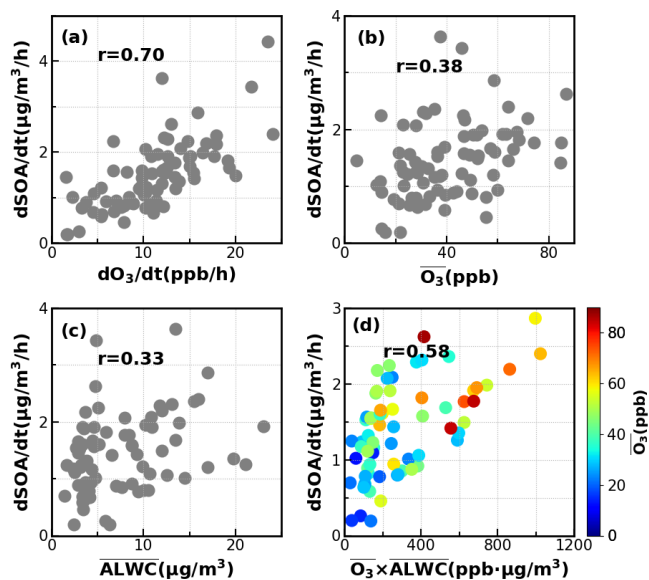 (a)
r=0.70
dSOA/dt(μg/m³/h)
4
2
0
0 10 20
dO₃/dt(ppb/h)
(b)
r=0.38
dSOA/dt(μg/m³/h)
4
2
0
0 40 80
O₃(ppb)
(c)
r=0.33
dSOA/dt(μg/m³/h)
4
2
0
0 10 20
ALWC(μg/m³)
(d)
r=0.58
dSOA/dt(μg/m³/h)
3
2
1
0
0 400 800 1200
O₃×ALWC(ppb·μg/m³)
80
60
40
20
0
O₃(ppb)